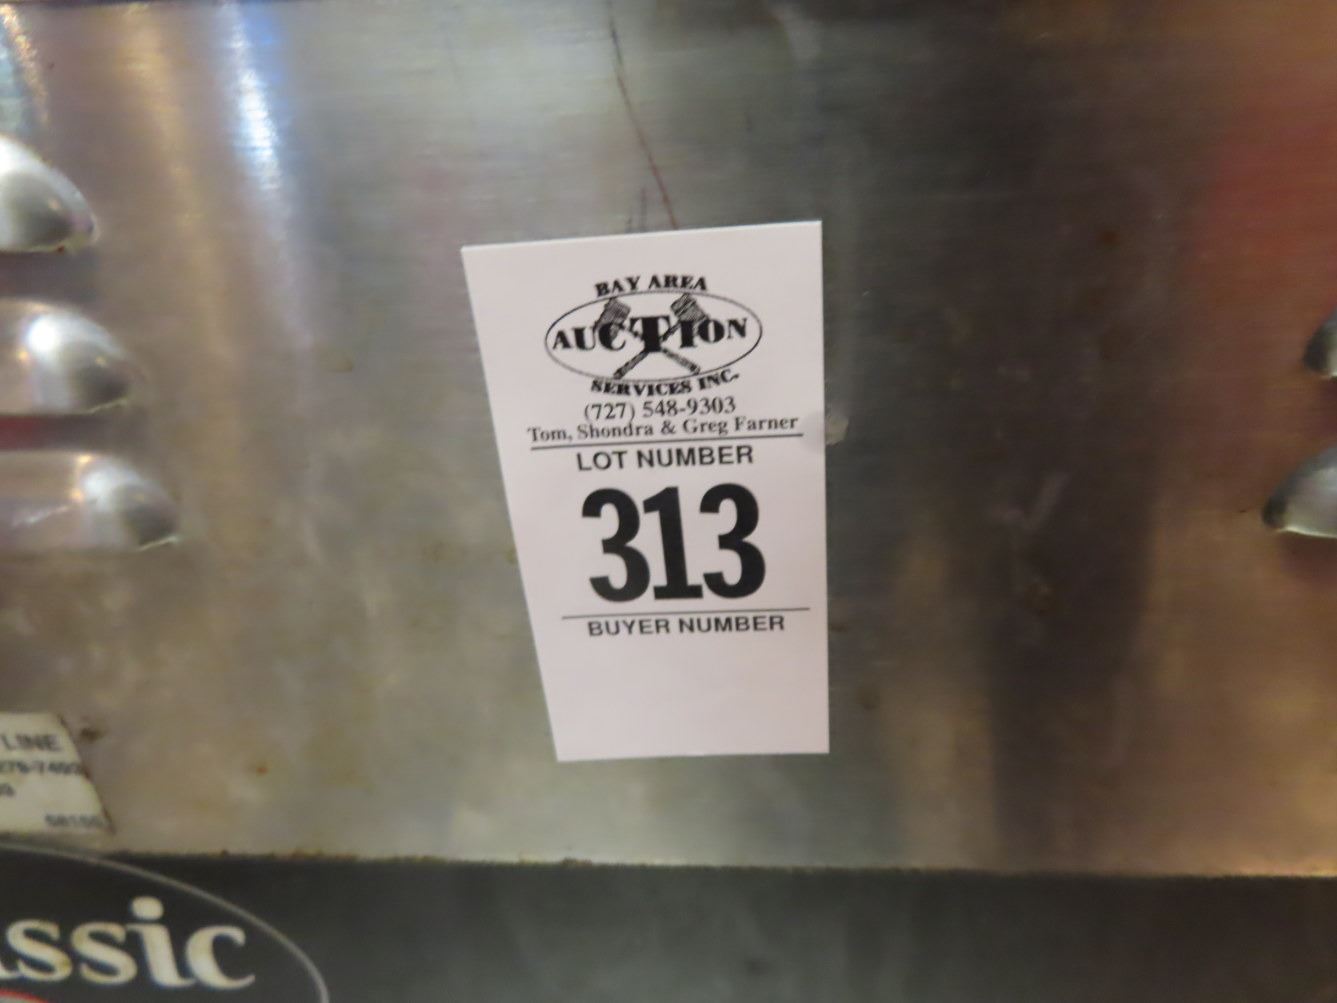 BAY AREA
AUCTION
SERVICES INC.
(727) 548-9303
Tom, Shondra & Greg Farner
LOT NUMBER
313
BUYER NUMBER
LINE
ssic